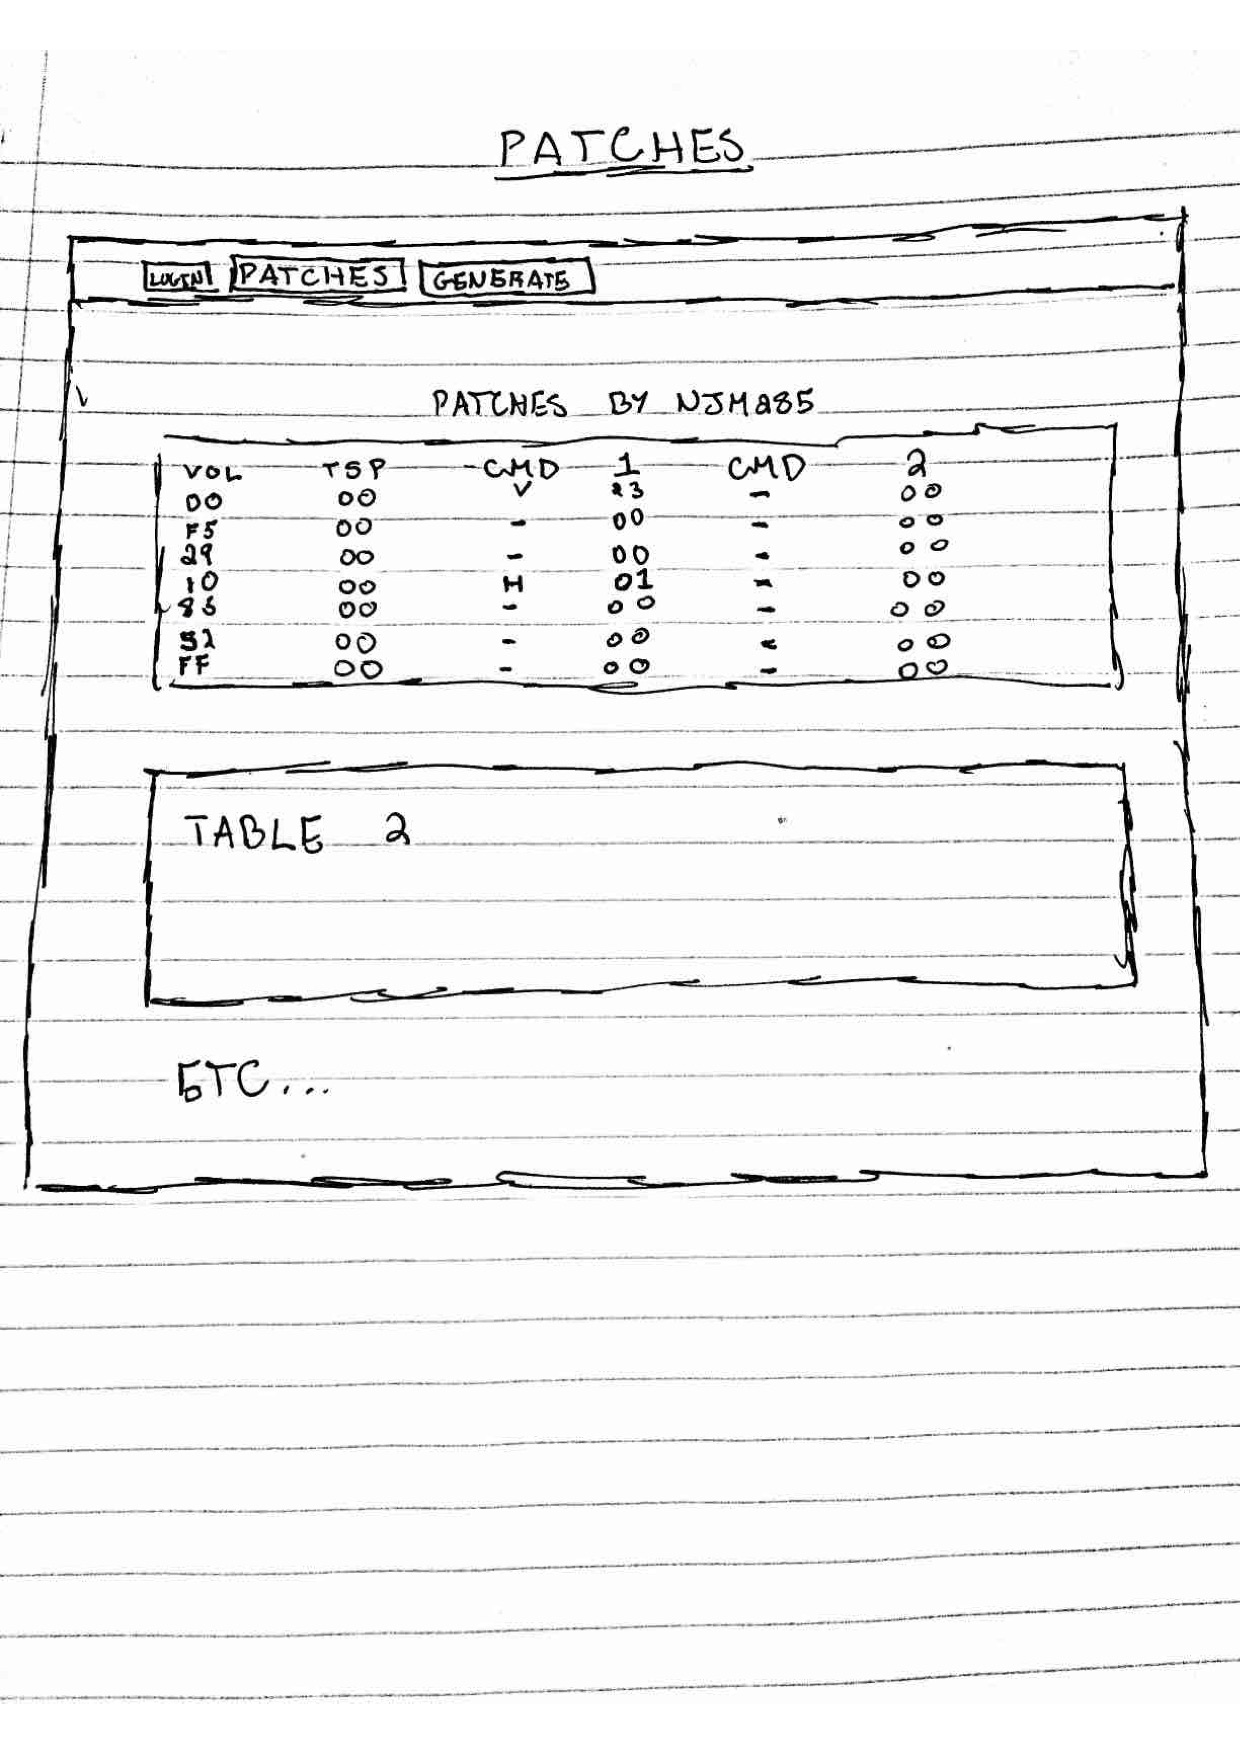 PATCHES
LOGIN PATCHES GENERATE
PATCHES BY NJM285
VOL TSP CMD 1 CMD 2
00 00 V 23 - 00
F5 00 - 00 - 00
29 00 - 00 - 00
10 00 H 01 - 00
00 - 00 - 00
52 00 - 00 - 00
FF 00 - 00 - 00
TABLE 2
ETC...